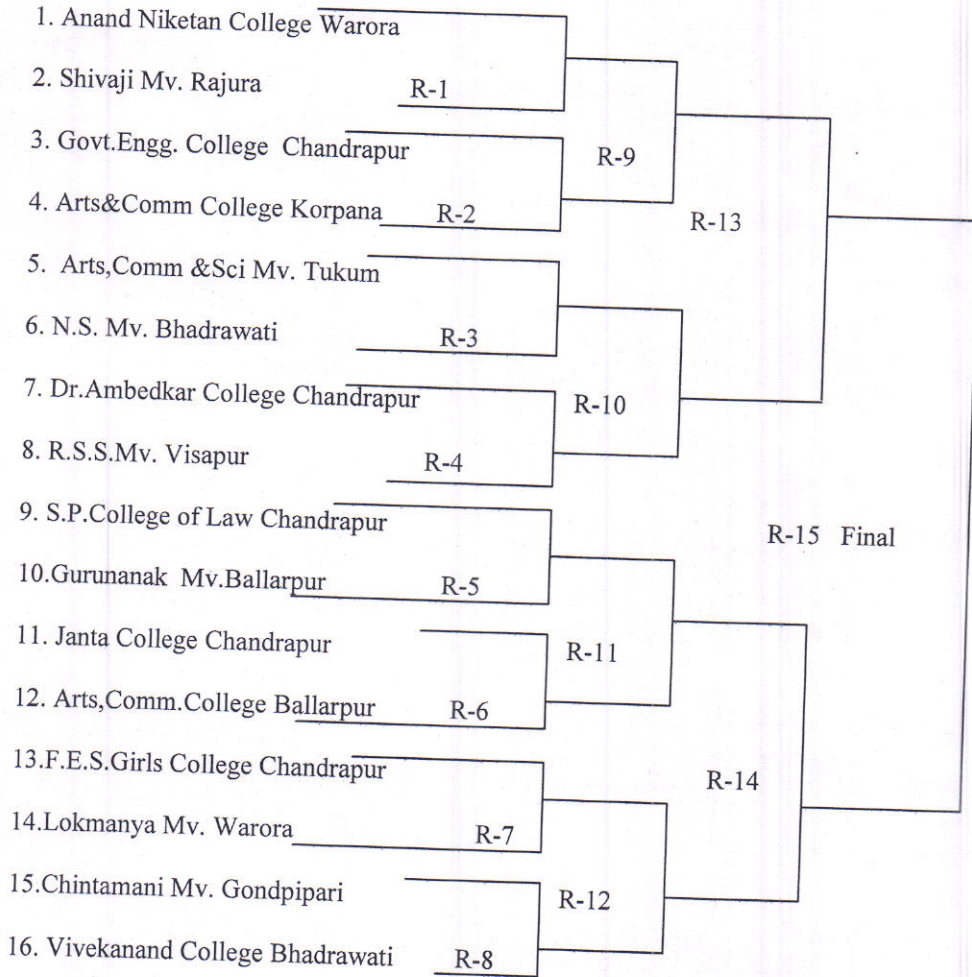 1. Anand Niketan College Warora
2. Shivaji Mv. Rajura R-1
3. Govt.Engg. College Chandrapur
R-9
4. Arts&Comm College Korpana R-2
R-13
5. Arts,Comm &Sci Mv. Tukum
6. N.S. Mv. Bhadrawati R-3
7. Dr.Ambedkar College Chandrapur
R-10
8. R.S.S.Mv. Visapur R-4
9. S.P.College of Law Chandrapur
R-15 Final
10.Gurunanak Mv.Ballarpur R-5
11. Janta College Chandrapur
R-11
12. Arts,Comm.College Ballarpur R-6
13.F.E.S.Girls College Chandrapur
R-14
14.Lokmanya Mv. Warora R-7
15.Chintamani Mv. Gondpipari
R-12
16. Vivekanand College Bhadrawati R-8